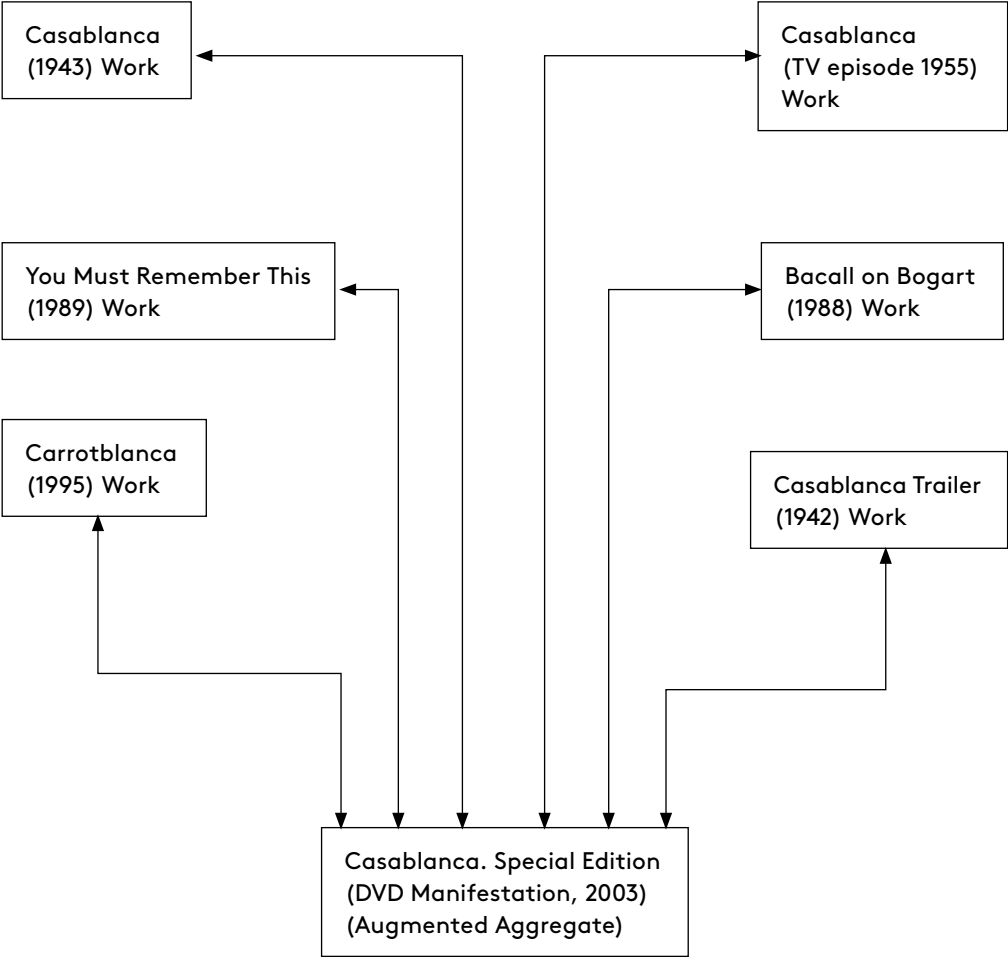 Casablanca
(1943) Work
Casablanca
(TV episode 1955)
Work
You Must Remember This
(1989) Work
Bacall on Bogart
(1988) Work
Carrotblanca
(1995) Work
Casablanca Trailer
(1942) Work
Casablanca. Special Edition
(DVD Manifestation, 2003)
(Augmented Aggregate)